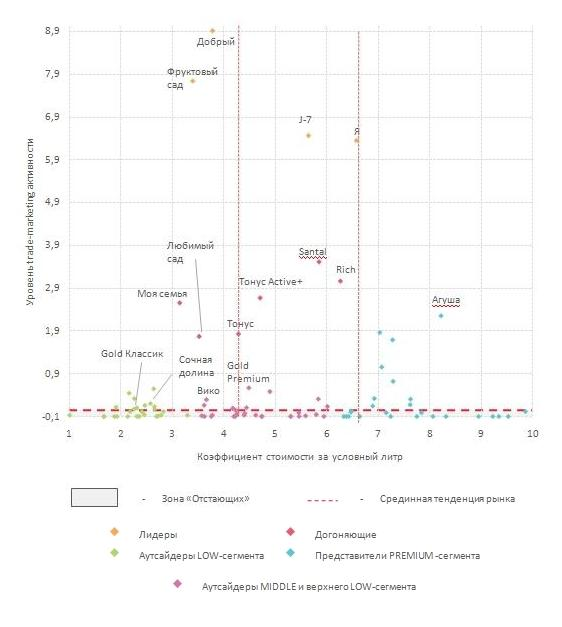 8,9
Добрый
7,9
Фруктовый
сад
6,9
J-7
Я
5,9
4,9
Уровень trade-marketing активности
3,9
Любимый
сад
Santal
Rich
2,9
Моя семья
Тонус Active+
Агуша
1,9
Тонус
Gold Классик
Сочная
долина
Gold
Premium
0,9
Вико
-0,1
1 2 3 4 5 6 7 8 9 10
Коэффициент стоимости за условный литр
- Зона «Отстающих» - Срединная тенденция рынка
Лидеры Догоняющие
Аутсайдеры LOW-сегмента Представители PREMIUM-сегмента
Аутсайдеры MIDDLE и верхнего LOW-сегмента